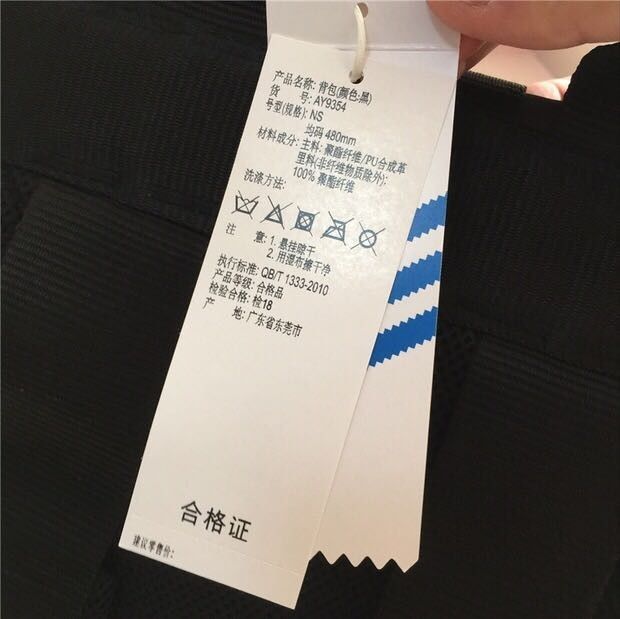 产品名称: 背包(颜色:黑)
货 号: AY9354
号型(规格): NS
均码 480mm
材料成分: 主料: 聚酯纤维/PU合成革
里料(非纤维物质除外):
100% 聚酯纤维
洗涤方法:
注 意: 1. 悬挂晾干
2. 用湿布擦干净
执行标准: QB/T 1333-2010
产品等级: 合格品
检验合格: 检18
产 地: 广东省东莞市
合格证
建议零售价: